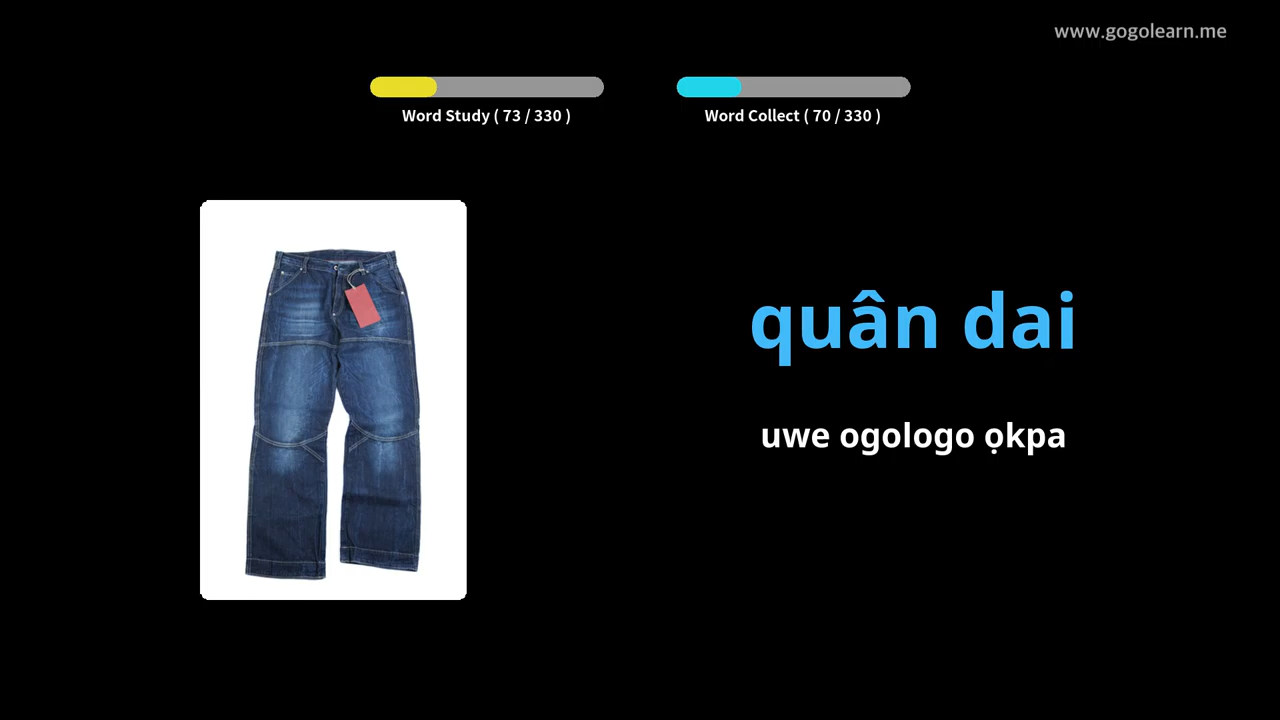 www.gogolearn.me
Word Study ( 73 / 330 )
Word Collect ( 70 / 330 )
quân dai
uwe ogologo ọkpa